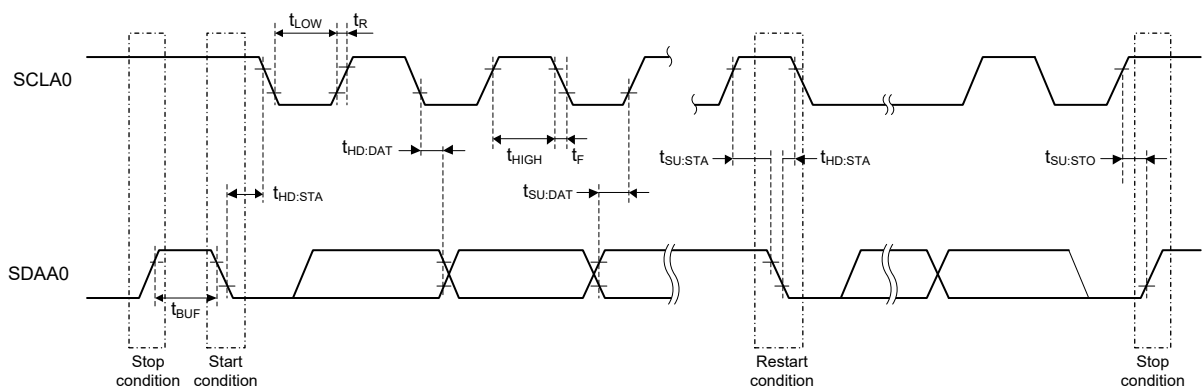 tLOW
tR
SCLA0
tHD:DAT
tHIGH
tF
tSU:STA
tHD:STA
tSU:STO
tHD:STA
tSU:DAT
SDAA0
tBUF
Stop
condition
Start
condition
Restart
condition
Stop
condition